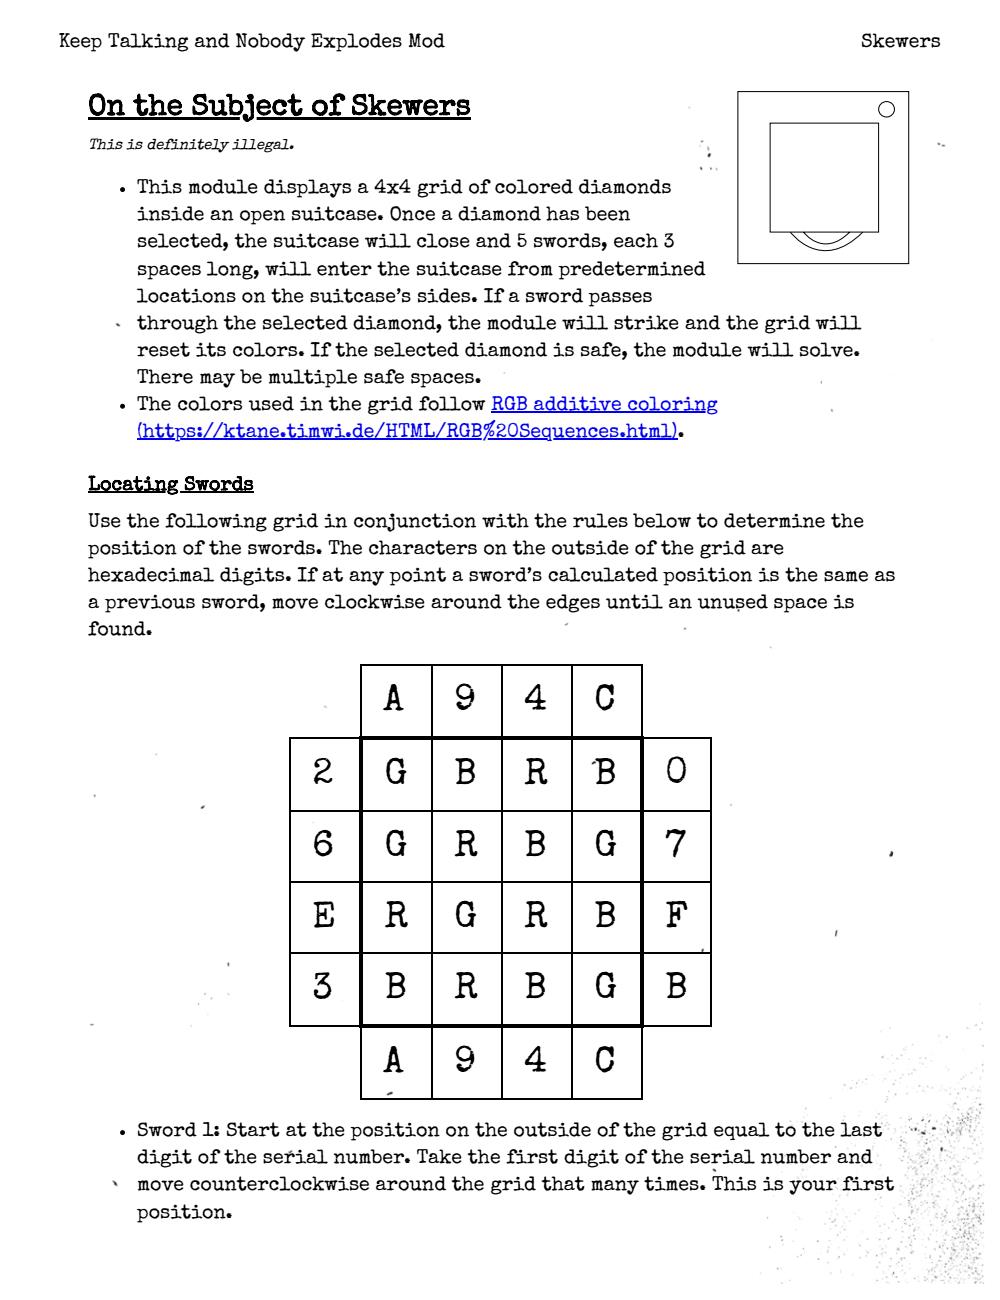 Keep Talking and Nobody Explodes Mod
Skewers
On the Subject of Skewers
This is definitely illegal.
• This module displays a 4x4 grid of colored diamonds
inside an open suitcase. Once a diamond has been
selected, the suitcase will close and 5 swords, each 3
spaces long, will enter the suitcase from predetermined
locations on the suitcase's sides. If a sword passes
through the selected diamond, the module will strike and the grid will
reset its colors. If the selected diamond is safe, the module will solve.
There may be multiple safe spaces.
• The colors used in the grid follow RGB additive coloring
(https://ktane.timwi.de/HTML/RGB%20Sequences.html).
Locating Swords
Use the following grid in conjunction with the rules below to determine the
position of the swords. The characters on the outside of the grid are
hexadecimal digits. If at any point a sword's calculated position is the same as
a previous sword, move clockwise around the edges until an unused space is
found.
A 9 4 C
2 G B R B 0
6 G R B G 7
E R G R B F
3 B R B G B
A 9 4 C
• Sword 1: Start at the position on the outside of the grid equal to the last
digit of the serial number. Take the first digit of the serial number and
move counterclockwise around the grid that many times. This is your first
position.